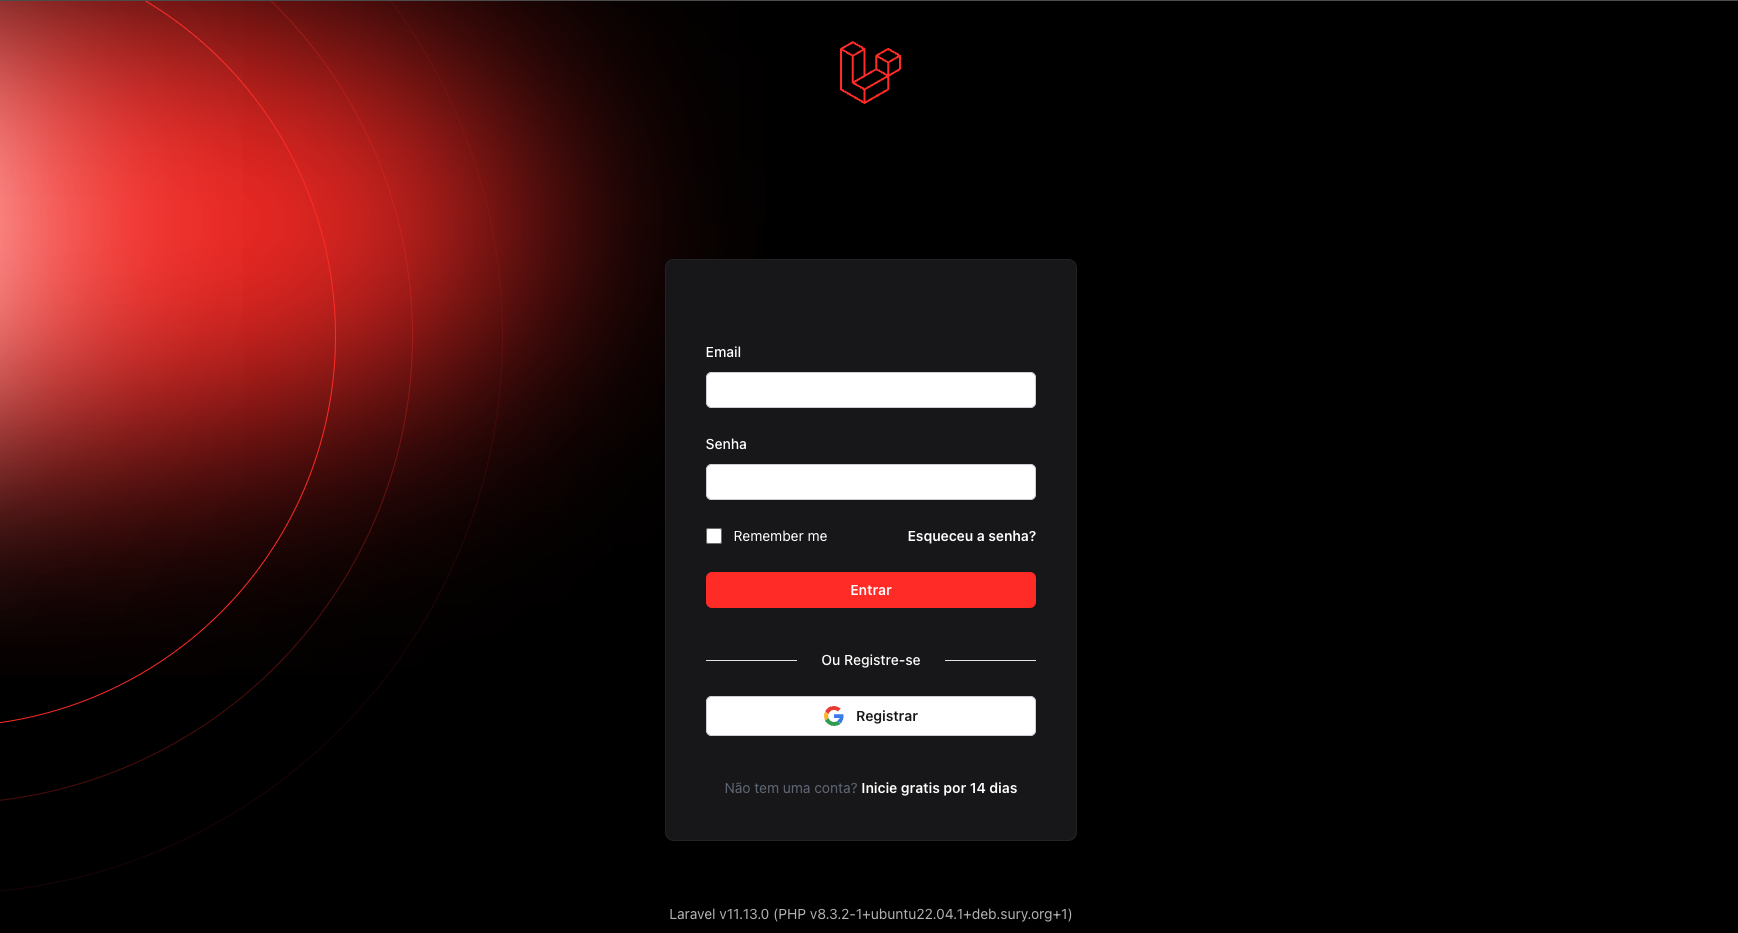 Email
Senha
Remember me Esqueceu a senha?
Entrar
Ou Registre-se
Registrar
Não tem uma conta? Inicie gratis por 14 dias
Laravel v11.13.0 (PHP v8.3.2-1+ubuntu22.04.1+deb.sury.org+1)